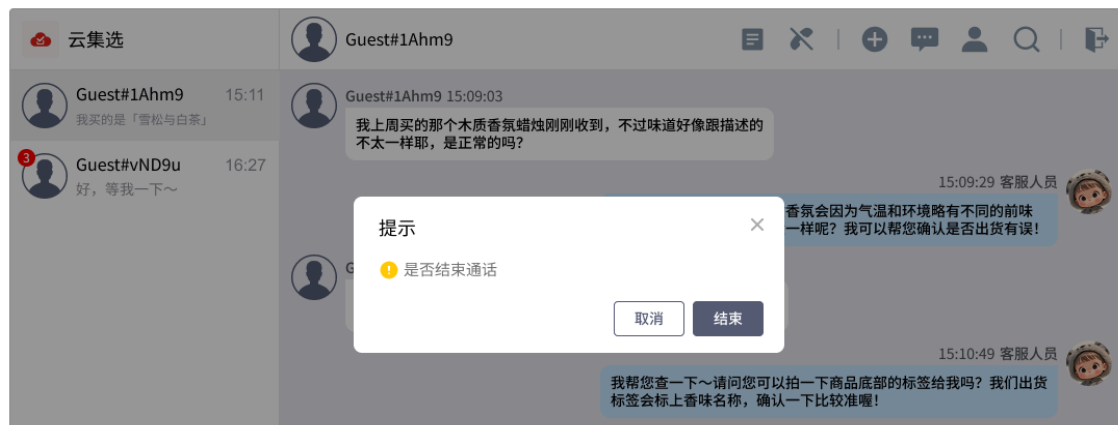 云集选
Guest#1Ahm9
Guest#1Ahm9 15:11
我买的是「雪松与白茶」
3
Guest#vND9u 16:27
好，等我一下～
Guest#1Ahm9 15:09:03
我上周买的那个木质香氛蜡烛刚刚收到，不过味道好像跟描述的
不太一样耶，是正常的吗？
15:09:29 客服人员
香氛会因为气温和环境略有不同的前味
一样呢？我可以帮您确认是否出货有误！
G
提示
是否结束通话
取消 结束
15:10:49 客服人员
我帮您查一下～请问您可以拍一下商品底部的标签给我吗？我们出货
标签会标上香味名称，确认一下比较准喔！